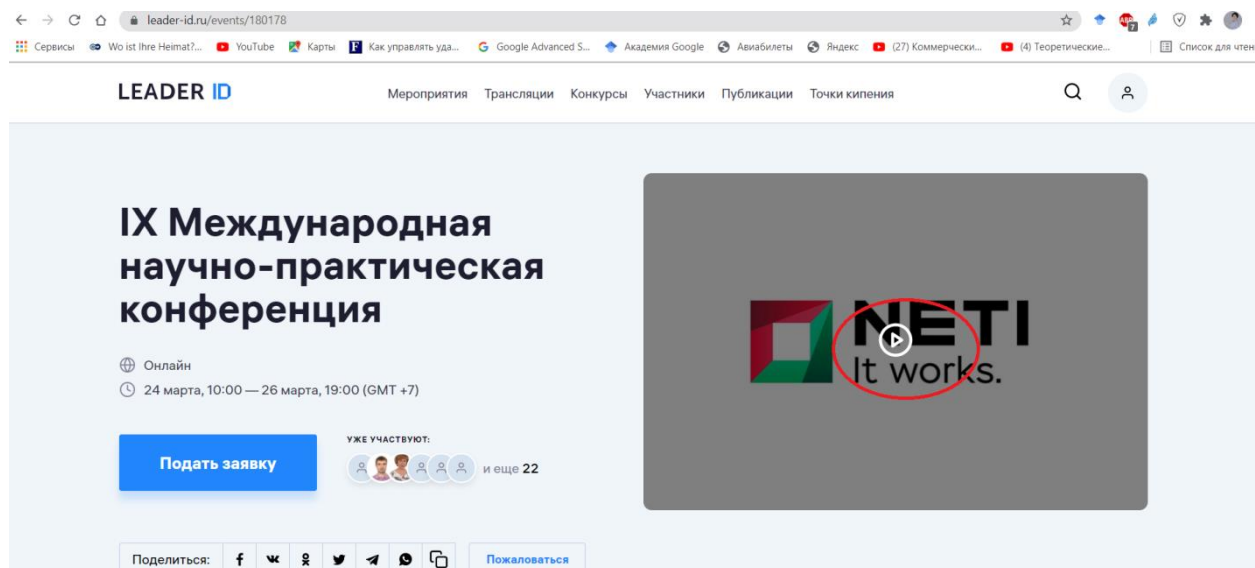 leader-id.ru/events/180178
Сервисы Wo ist Ihre Heimat?... YouTube Карты Как управлять уда... Google Advanced S... Академия Google Авиабилеты Яндекс (27) Коммерчески... (4) Теоретические... Список для чтен
LEADER ID Мероприятия Трансляции Конкурсы Участники Публикации Точки кипения
IX Международная
научно-практическая
конференция
Онлайн
24 марта, 10:00 — 26 марта, 19:00 (GMT +7)
Подать заявку
УЖЕ УЧАСТВУЮТ:
и еще 22
NETI
It works.
Поделиться: Пожаловаться